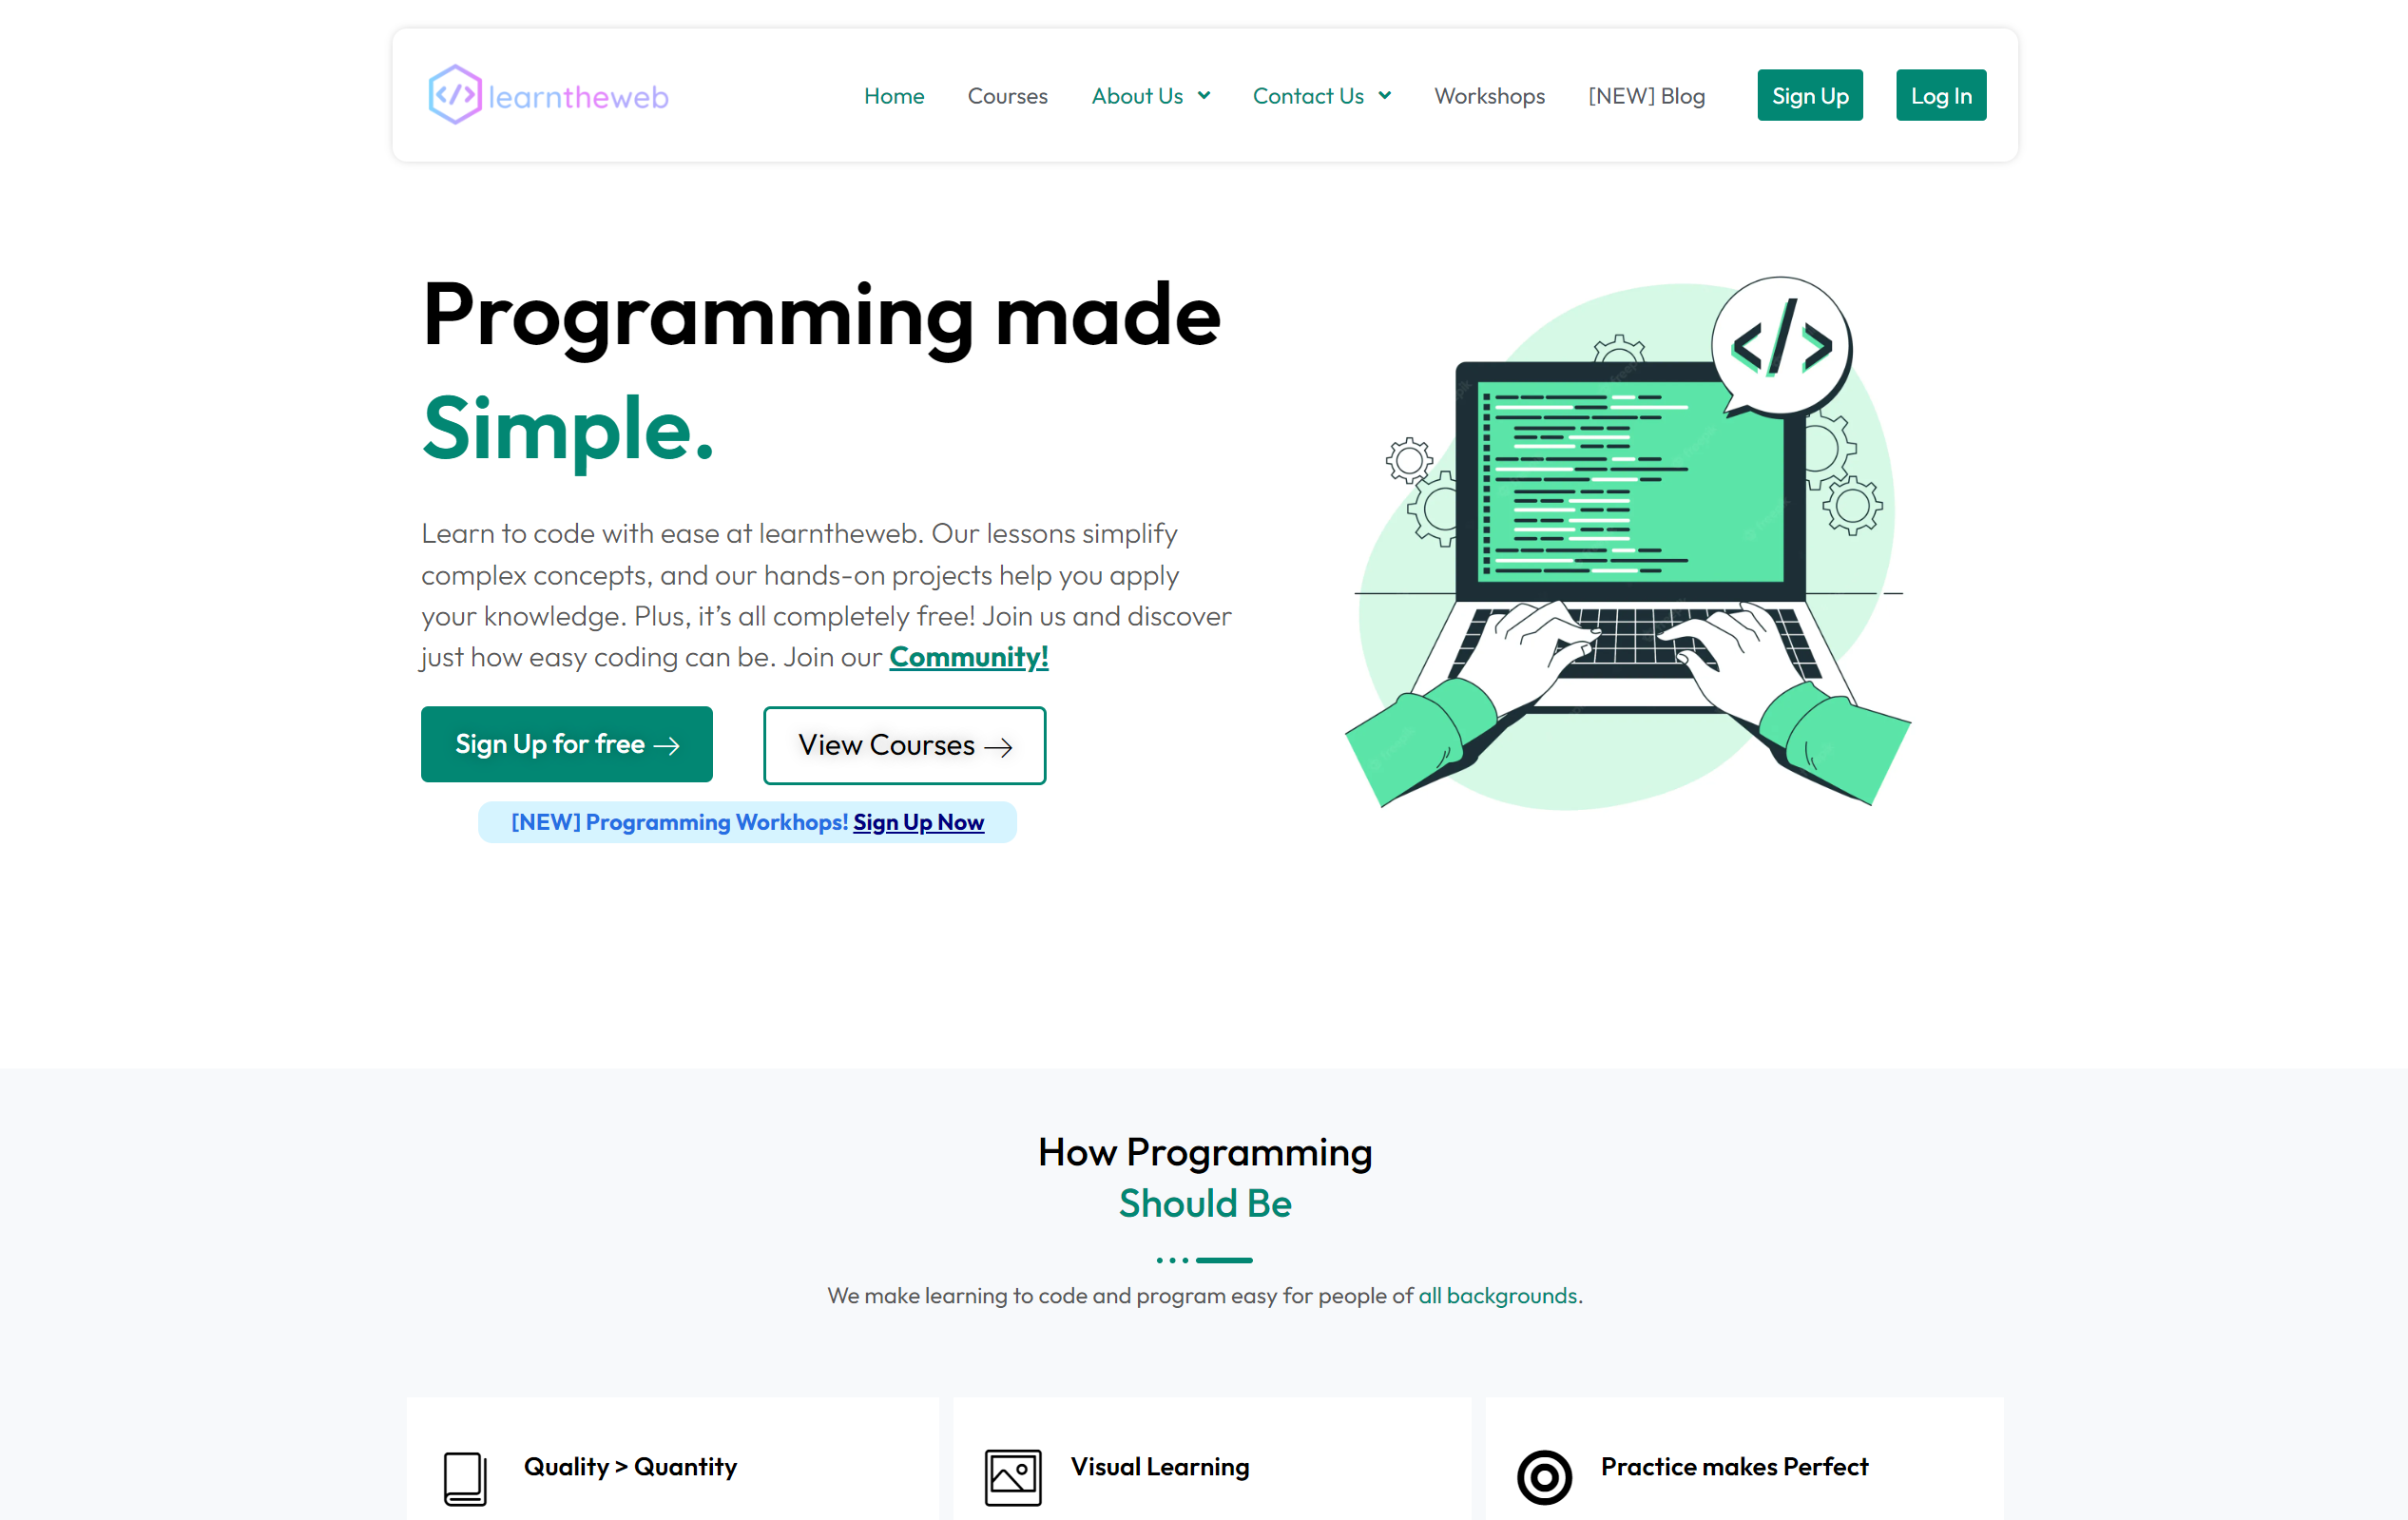 learntheweb
Home Courses About Us Contact Us Workshops [NEW] Blog Sign Up Log In
Programming made
Simple.
Learn to code with ease at learntheweb. Our lessons simplify
complex concepts, and our hands-on projects help you apply
your knowledge. Plus, it’s all completely free! Join us and discover
just how easy coding can be. Join our Community!
Sign Up for free → View Courses →
[NEW] Programming Workhops! Sign Up Now
</>
How Programming
Should Be
We make learning to code and program easy for people of all backgrounds.
Quality > Quantity
Visual Learning
Practice makes Perfect